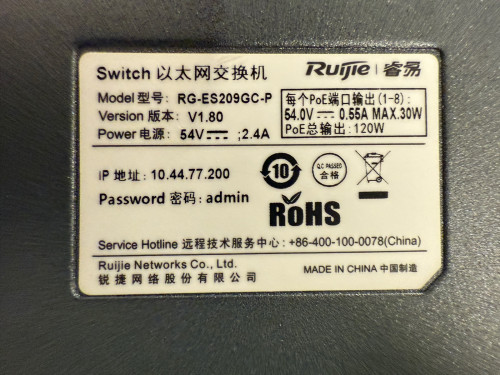 Switch 以太网交换机
Ruijie | 睿易
Model 型号: RG-ES209GC-P
Version 版本: V1.80
Power 电源: 54V⎓;2.4A
每个PoE端口输出(1-8):
54.0V⎓0.55A MAX.30W
PoE总输出:120W
IP 地址: 10.44.77.200
Password 密码: admin
10
Q.C PASSED
合格
RoHS
Service Hotline 远程技术服务中心: +86-400-100-0078(China)
Ruijie Networks Co., Ltd.
锐捷网络股份有限公司
MADE IN CHINA 中国制造